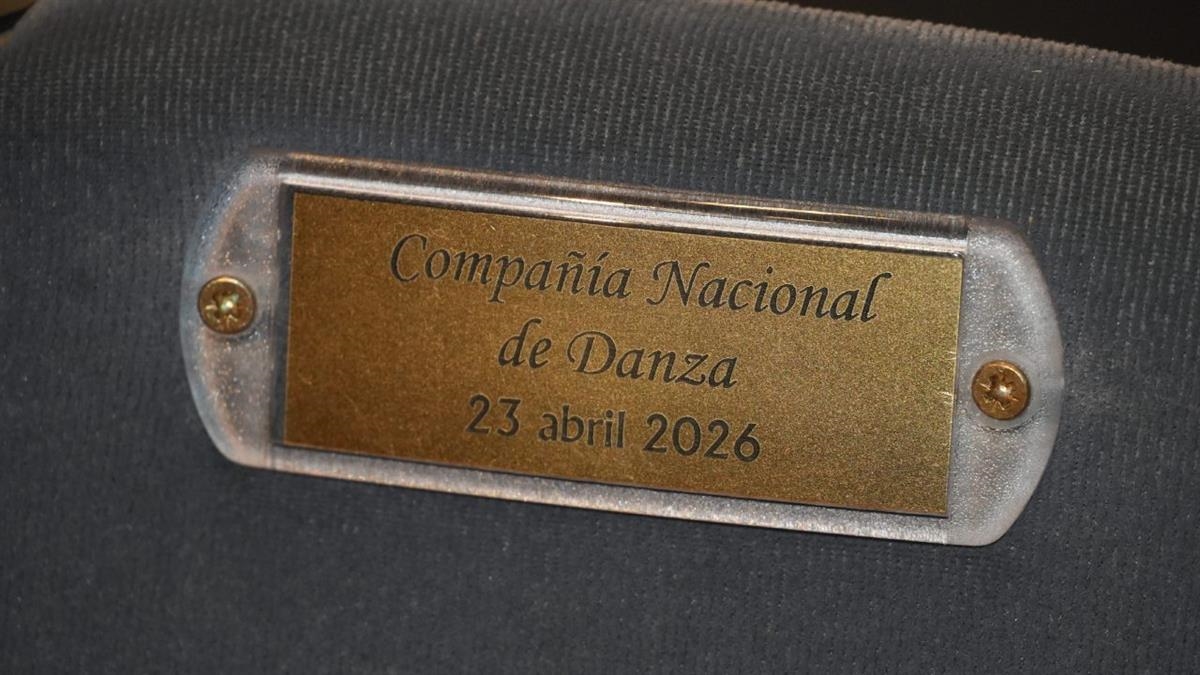 Compañía Nacional
de Danza
23 abril 2026